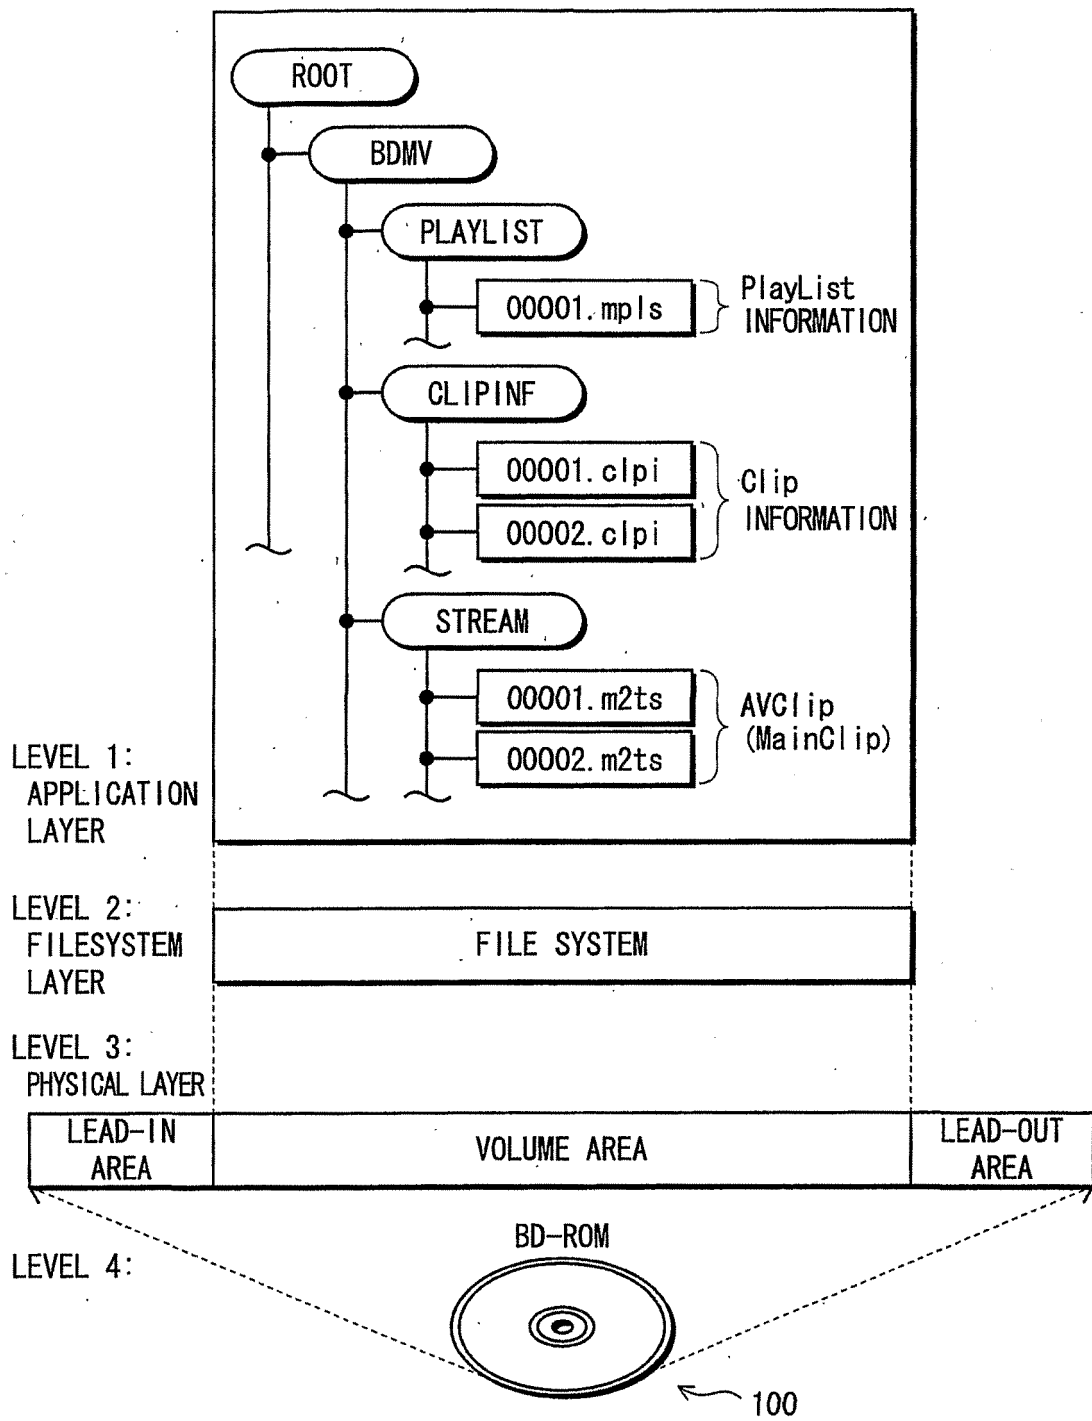 ROOT
BDMV
PLAYLIST
00001.mpls
PlayList
INFORMATION
CLIPINF
00001.clpi
00002.clpi
Clip
INFORMATION
STREAM
00001.m2ts
00002.m2ts
AVClip
(MainClip)
LEVEL 1:
APPLICATION
LAYER
LEVEL 2:
FILESYSTEM
LAYER
FILE SYSTEM
LEVEL 3:
PHYSICAL LAYER
LEAD-IN
AREA
VOLUME AREA
LEAD-OUT
AREA
BD-ROM
LEVEL 4:
100